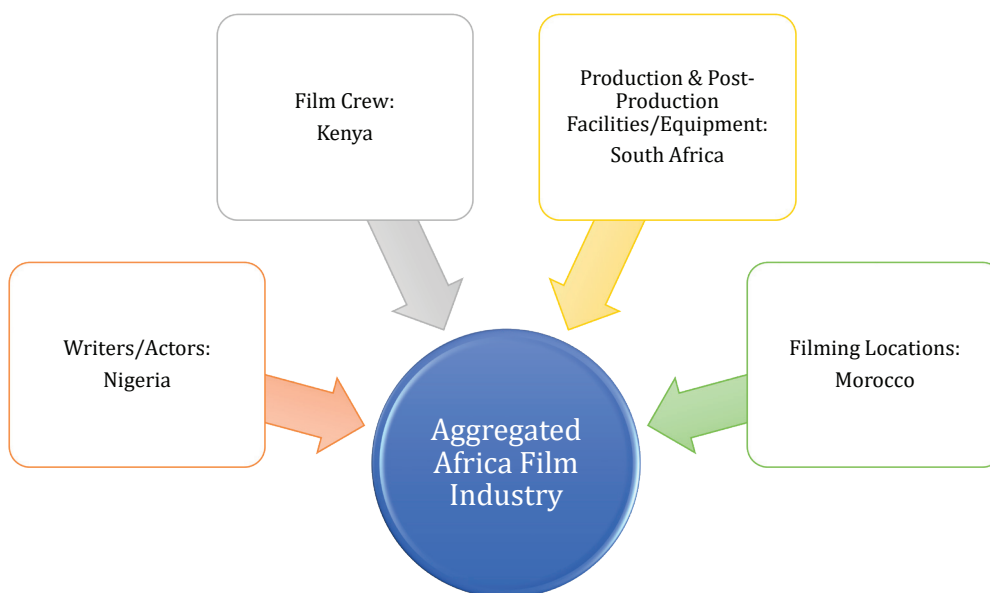 Film Crew:
Kenya
Production & Post-
Production
Facilities/Equipment:
South Africa
Writers/Actors:
Nigeria
Filming Locations:
Morocco
Aggregated
Africa Film
Industry